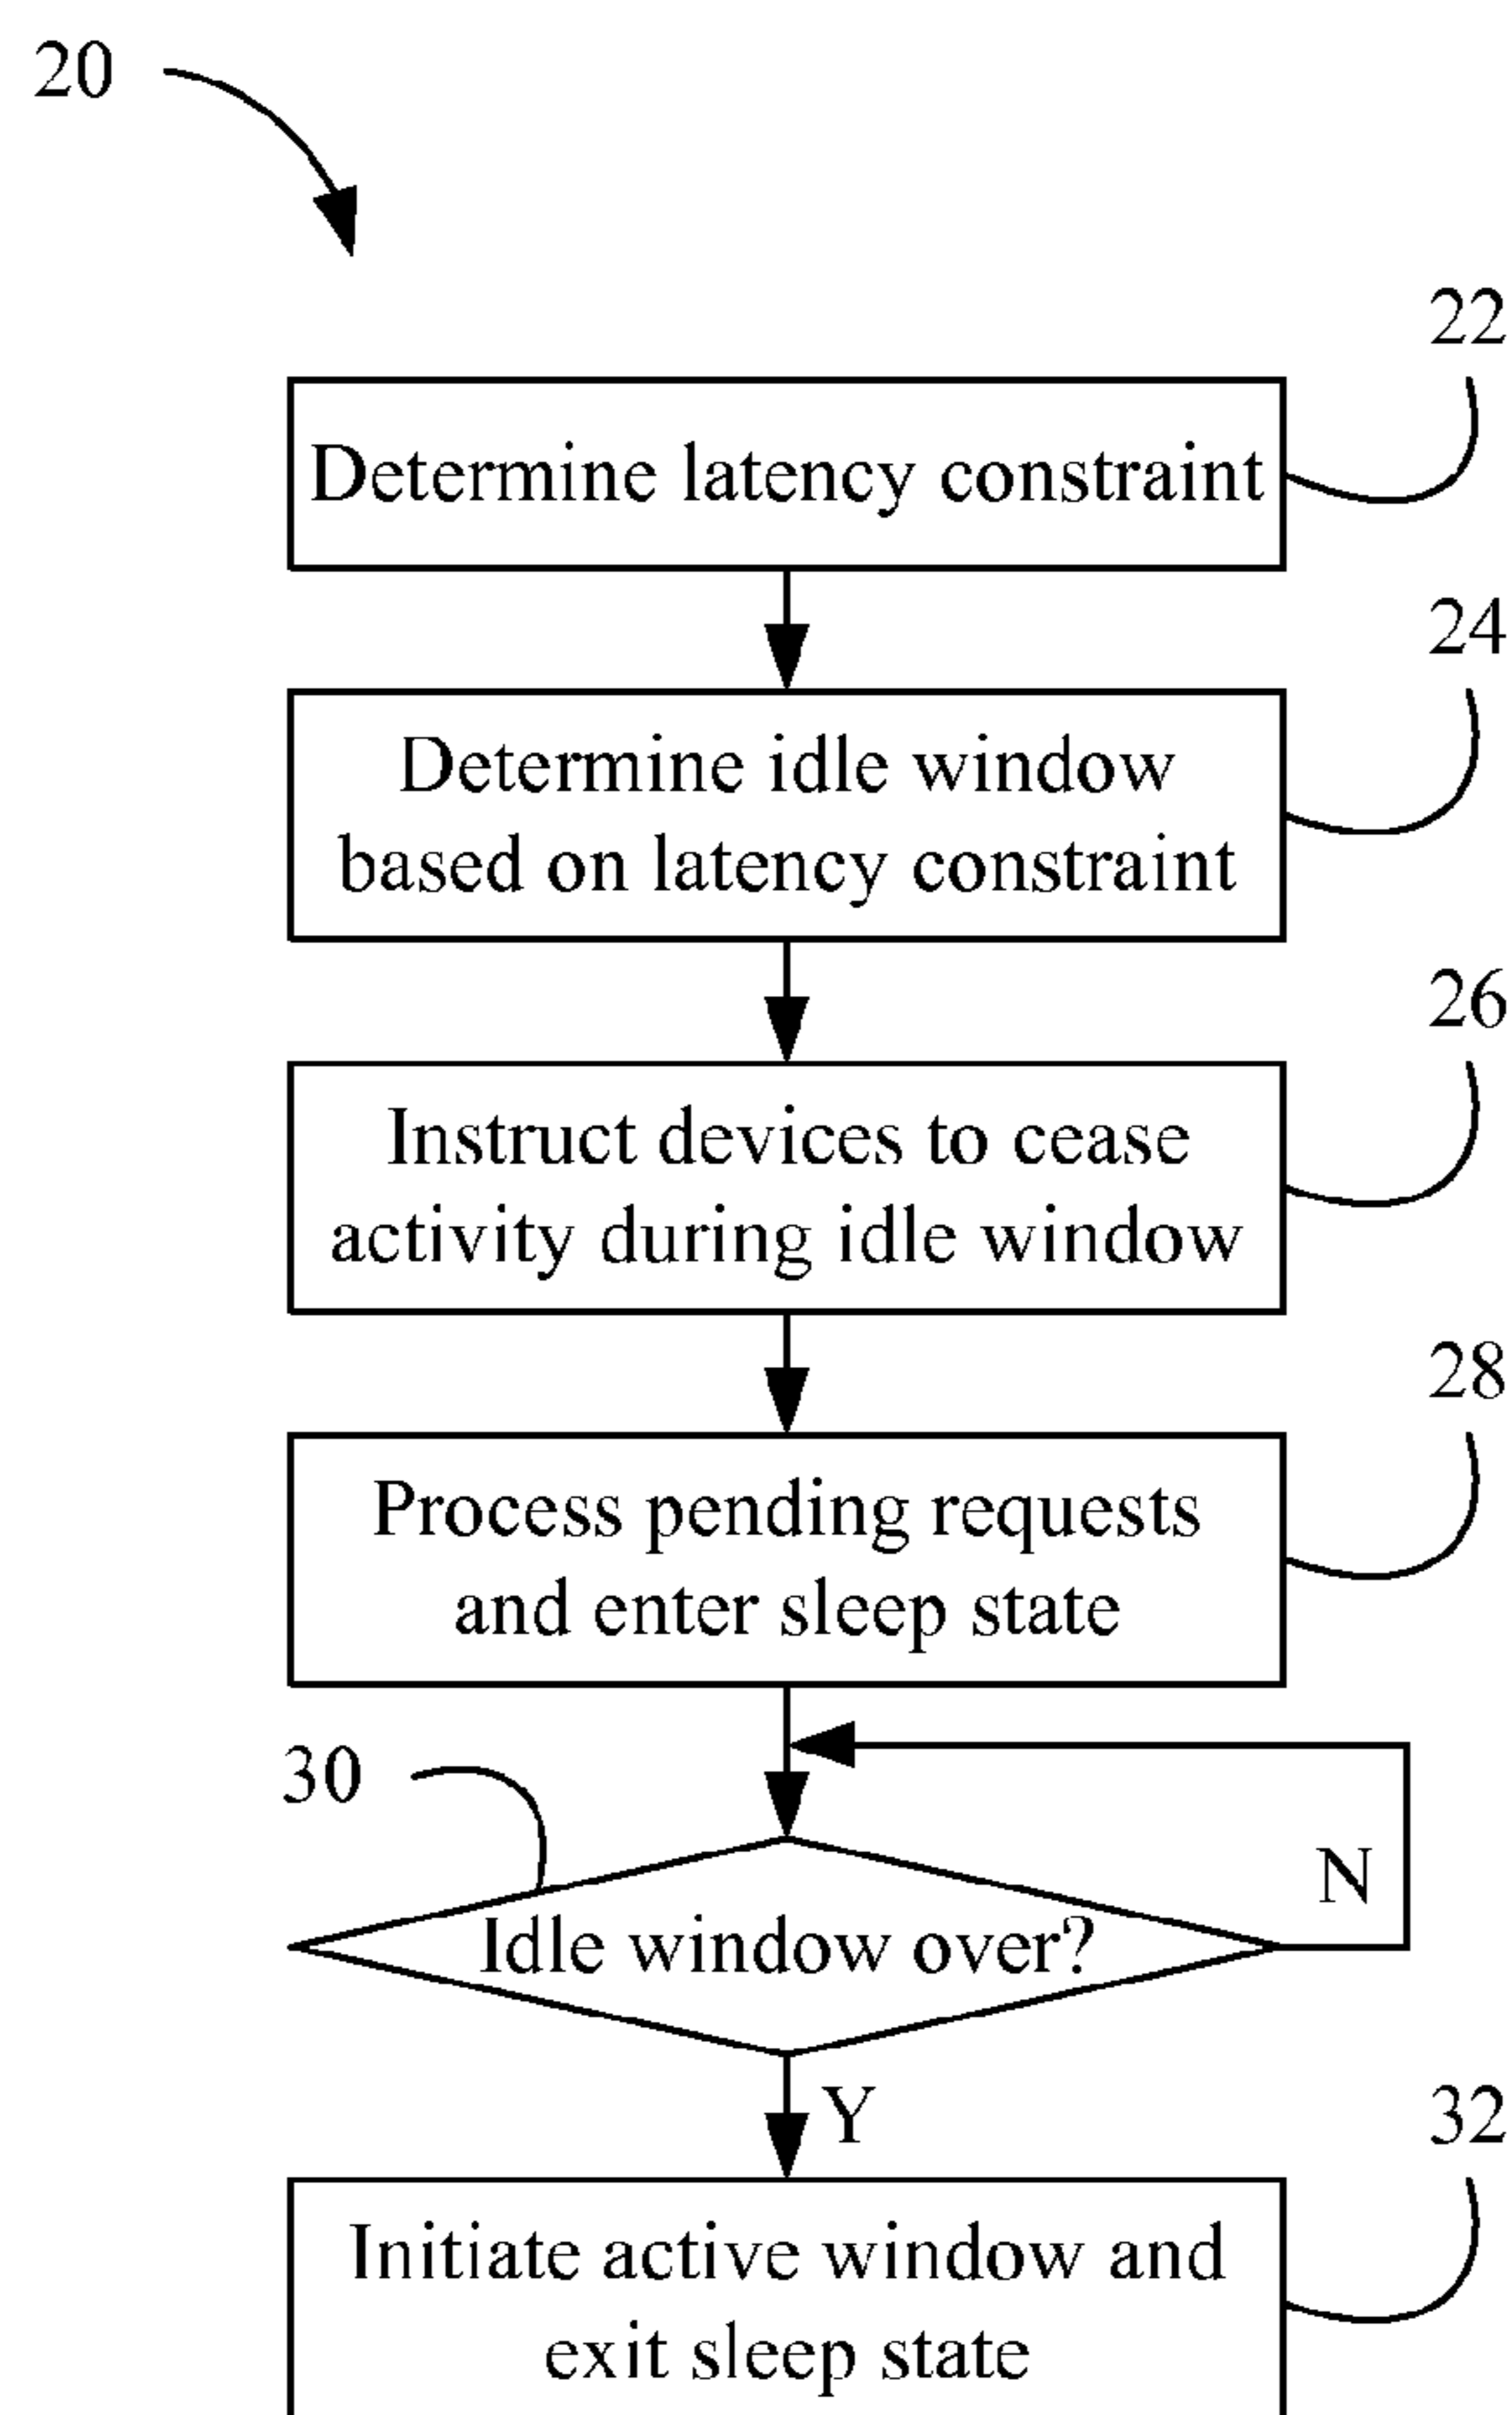 20
22
Determine latency constraint
24
Determine idle window
based on latency constraint
26
Instruct devices to cease
activity during idle window
28
Process pending requests
and enter sleep state
30
N
Idle window over?
Y
32
Initiate active window and
exit sleep state